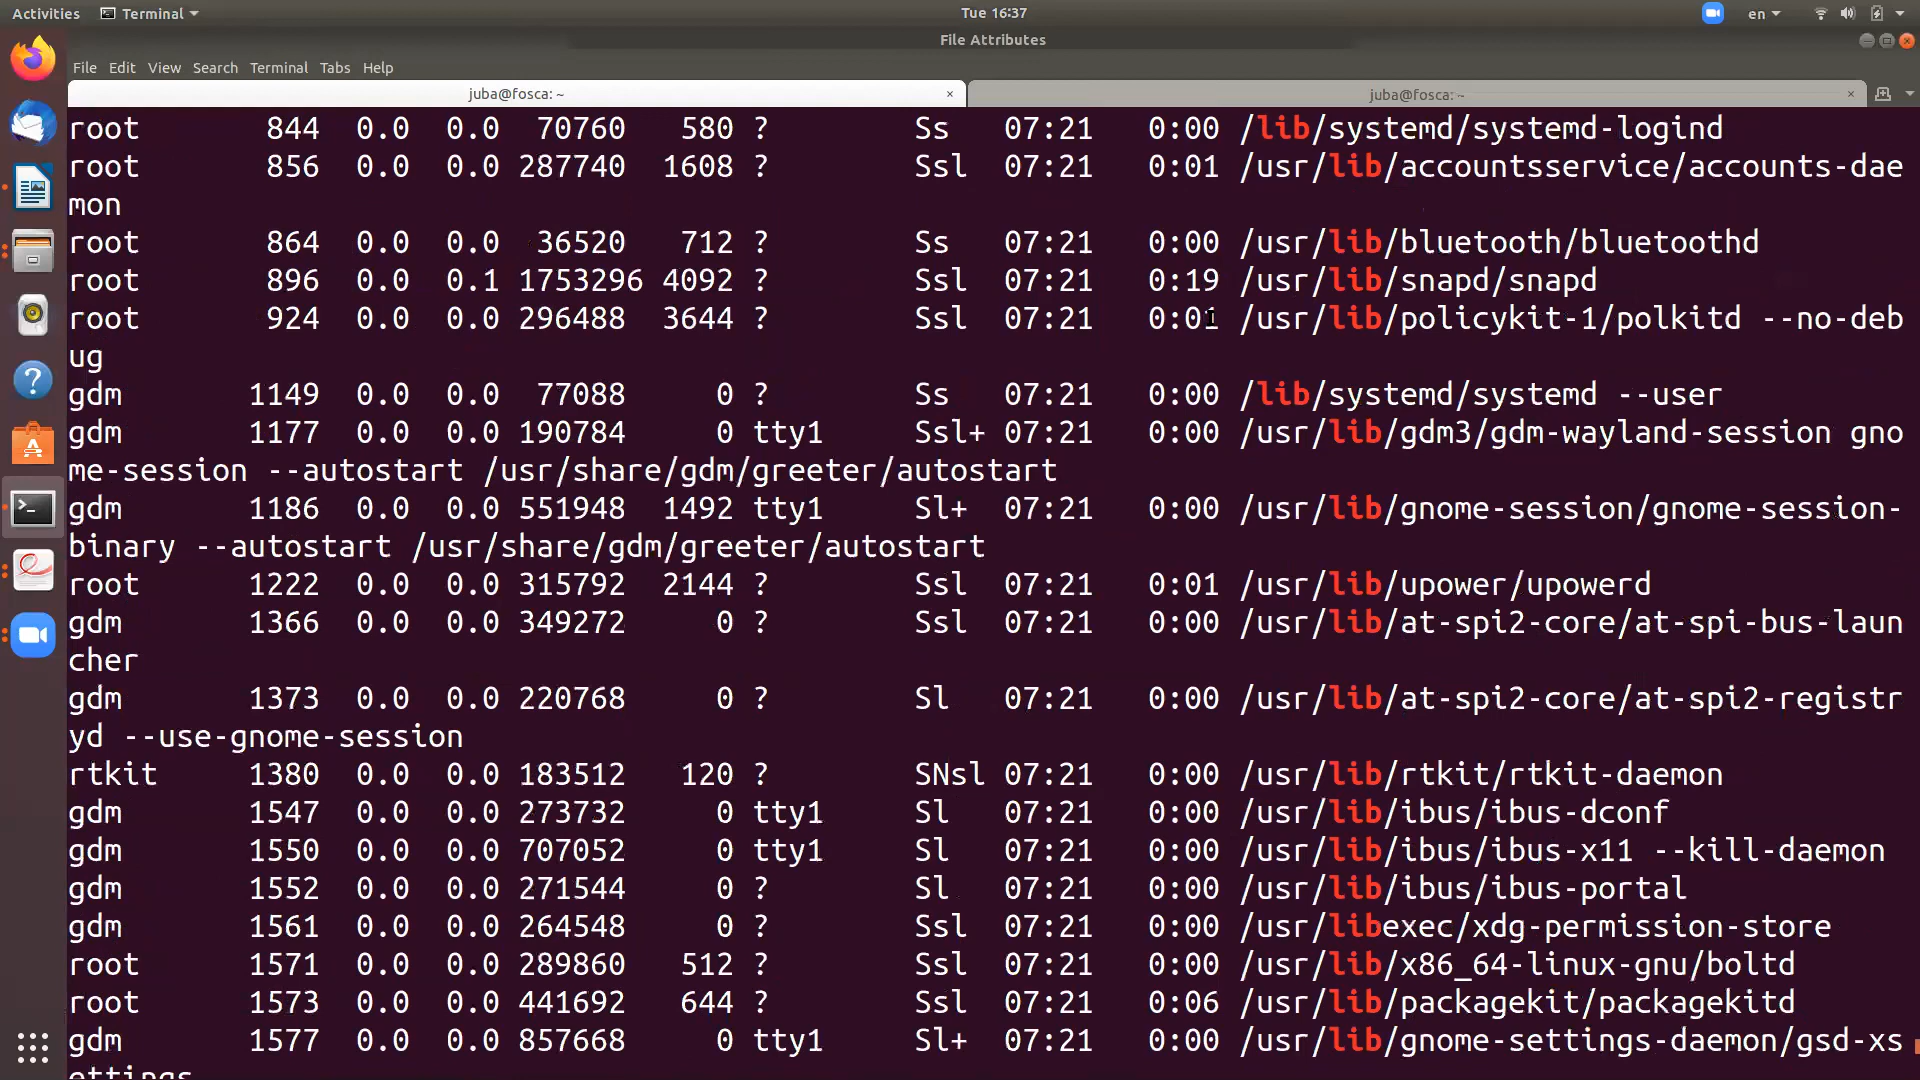 Activities Terminal Tue 16:37 en
File Attributes
File Edit View Search Terminal Tabs Help
juba@fosca: ~ × juba@fosca: ~ ×
root 844 0.0 0.0 70760 580 ? Ss 07:21 0:00 /lib/systemd/systemd-logind
root 856 0.0 0.0 287740 1608 ? Ssl 07:21 0:01 /usr/lib/accountsservice/accounts-dae
mon
root 864 0.0 0.0 36520 712 ? Ss 07:21 0:00 /usr/lib/bluetooth/bluetoothd
root 896 0.0 0.1 1753296 4092 ? Ssl 07:21 0:19 /usr/lib/snapd/snapd
root 924 0.0 0.0 296488 3644 ? Ssl 07:21 0:01 /usr/lib/policykit-1/polkitd --no-deb
ug
gdm 1149 0.0 0.0 77088 0 ? Ss 07:21 0:00 /lib/systemd/systemd --user
gdm 1177 0.0 0.0 190784 0 tty1 Ssl+ 07:21 0:00 /usr/lib/gdm3/gdm-wayland-session gno
me-session --autostart /usr/share/gdm/greeter/autostart
gdm 1186 0.0 0.0 551948 1492 tty1 Sl+ 07:21 0:00 /usr/lib/gnome-session/gnome-session-
binary --autostart /usr/share/gdm/greeter/autostart
root 1222 0.0 0.0 315792 2144 ? Ssl 07:21 0:01 /usr/lib/upower/upowerd
gdm 1366 0.0 0.0 349272 0 ? Ssl 07:21 0:00 /usr/lib/at-spi2-core/at-spi-bus-laun
cher
gdm 1373 0.0 0.0 220768 0 ? Sl 07:21 0:00 /usr/lib/at-spi2-core/at-spi2-registr
yd --use-gnome-session
rtkit 1380 0.0 0.0 183512 120 ? SNsl 07:21 0:00 /usr/lib/rtkit/rtkit-daemon
gdm 1547 0.0 0.0 273732 0 tty1 Sl 07:21 0:00 /usr/lib/ibus/ibus-dconf
gdm 1550 0.0 0.0 707052 0 tty1 Sl 07:21 0:00 /usr/lib/ibus/ibus-x11 --kill-daemon
gdm 1552 0.0 0.0 271544 0 ? Sl 07:21 0:00 /usr/lib/ibus/ibus-portal
gdm 1561 0.0 0.0 264548 0 ? Ssl 07:21 0:00 /usr/libexec/xdg-permission-store
root 1571 0.0 0.0 289860 512 ? Ssl 07:21 0:00 /usr/lib/x86_64-linux-gnu/boltd
root 1573 0.0 0.0 441692 644 ? Ssl 07:21 0:06 /usr/lib/packagekit/packagekitd
gdm 1577 0.0 0.0 857668 0 tty1 Sl+ 07:21 0:00 /usr/lib/gnome-settings-daemon/gsd-xs
ettings